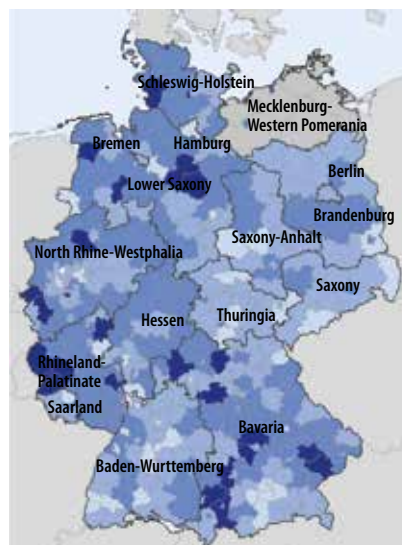 Schleswig-Holstein
Mecklenburg-
Western Pomerania
Bremen
Hamburg
Berlin
Lower Saxony
Brandenburg
Saxony-Anhalt
North Rhine-Westphalia
Saxony
Thuringia
Hessen
Rhineland-
Palatinate
Saarland
Bavaria
Baden-Wurttemberg